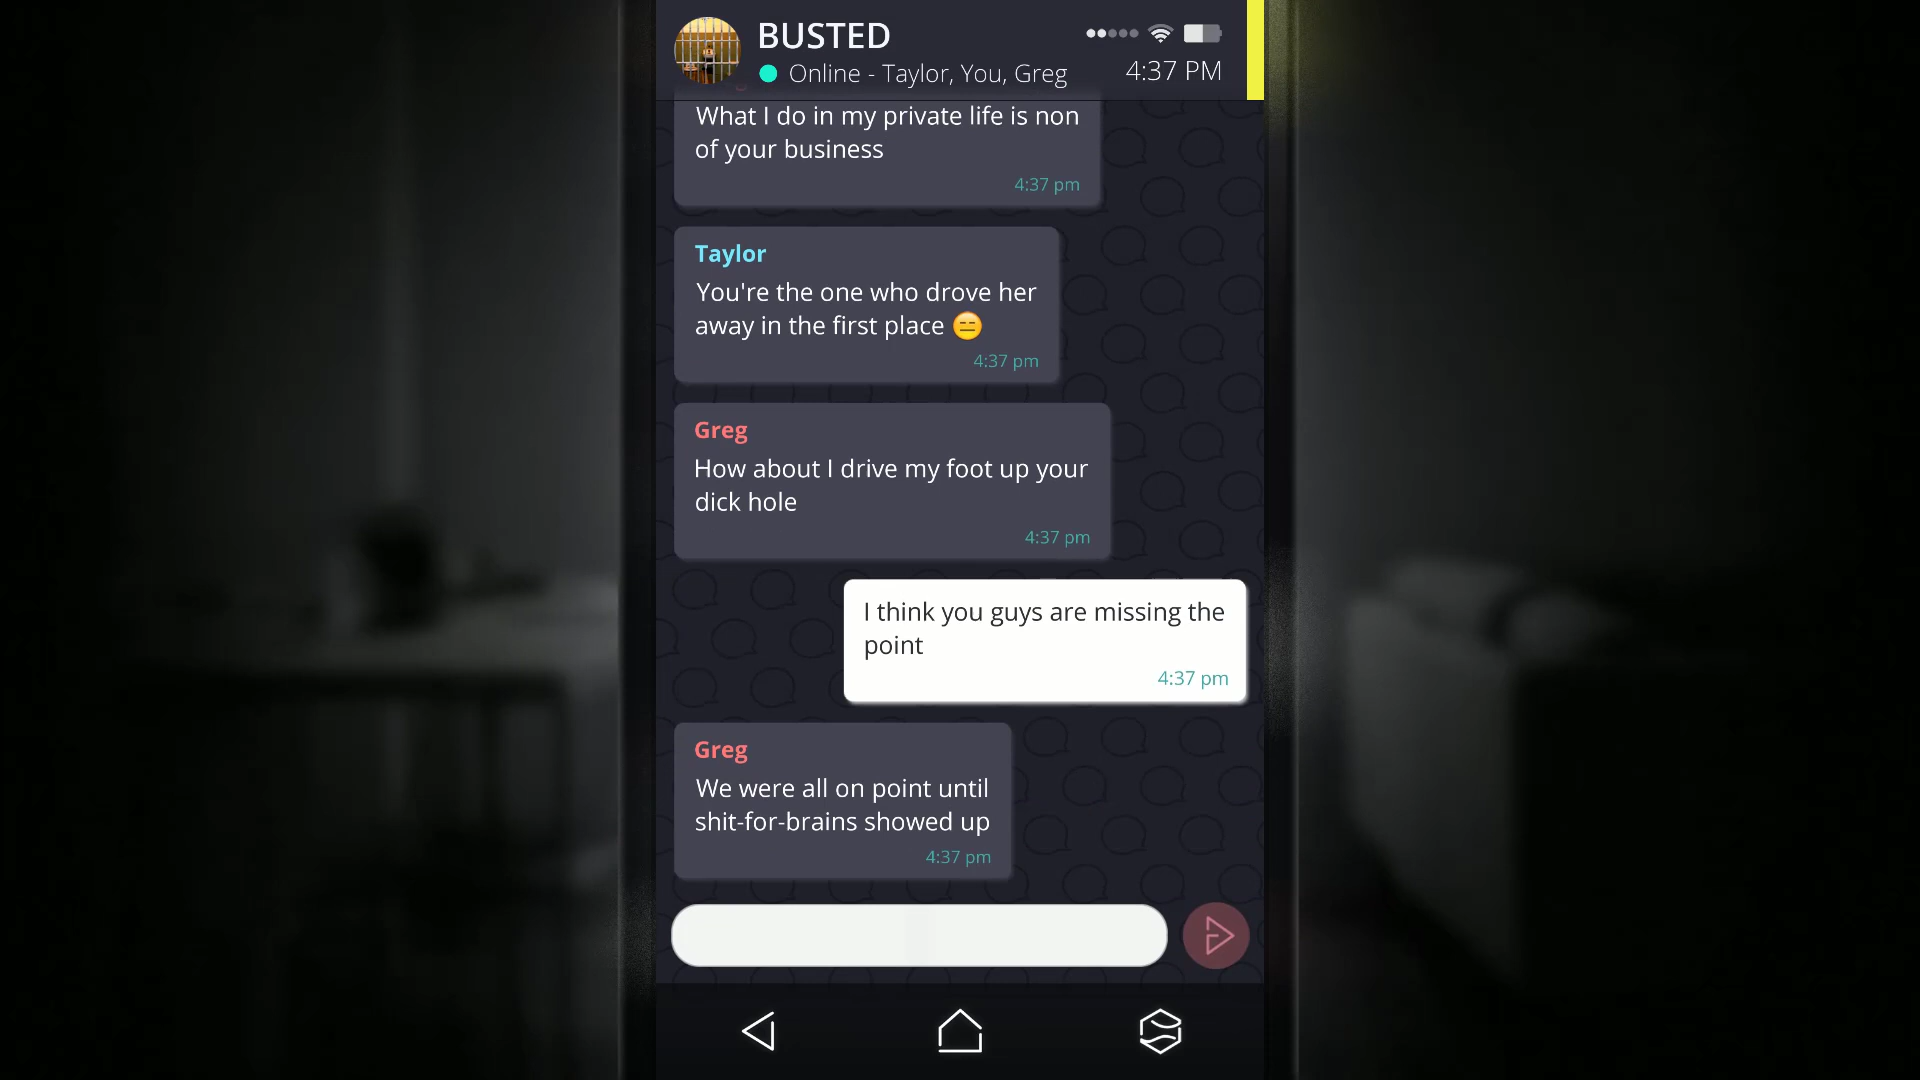 BUSTED
Online - Taylor, You, Greg
4:37 PM
What I do in my private life is non
of your business
4:37 pm
Taylor
You're the one who drove her
away in the first place 😑
4:37 pm
Greg
How about I drive my foot up your
dick hole
4:37 pm
I think you guys are missing the
point
4:37 pm
Greg
We were all on point until
shit-for-brains showed up
4:37 pm